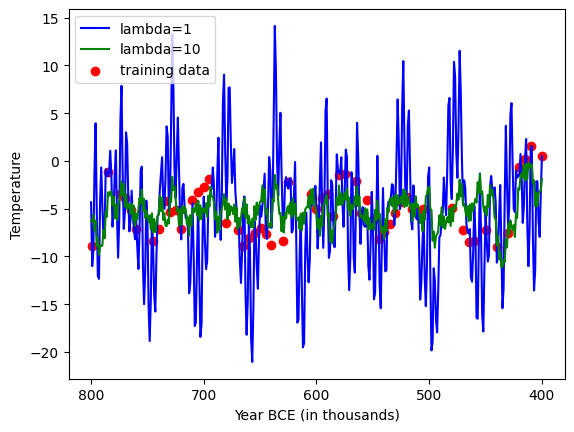 lambda=1
lambda=10
training data
15
10
5
0
−5
−10
−15
−20
Temperature
800
700
600
500
400
Year BCE (in thousands)